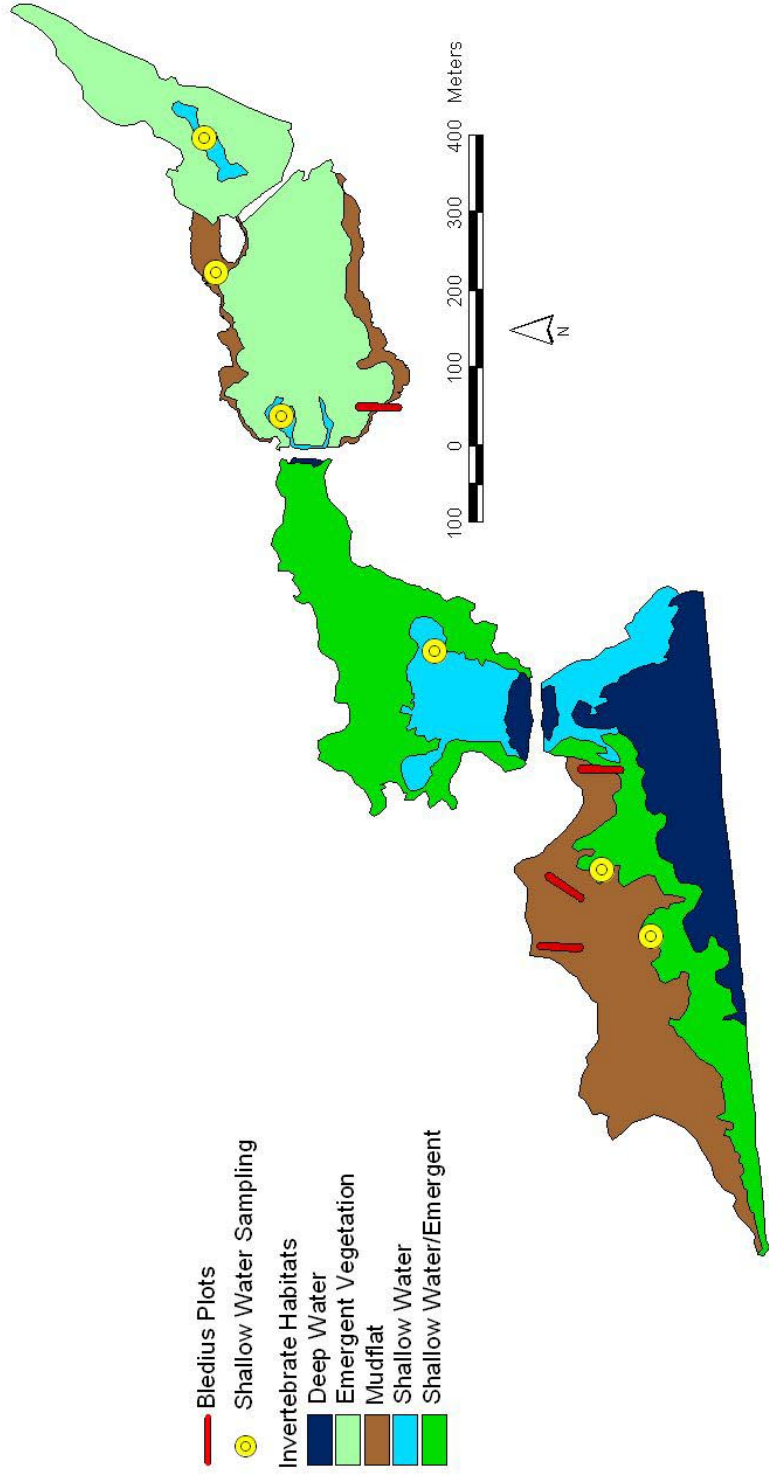 Bledius Plots
Shallow Water Sampling
Invertebrate Habitats
Deep Water
Emergent Vegetation
Mudflat
Shallow Water
Shallow Water/Emergent
100 0 100 200 300 400 Meters
N